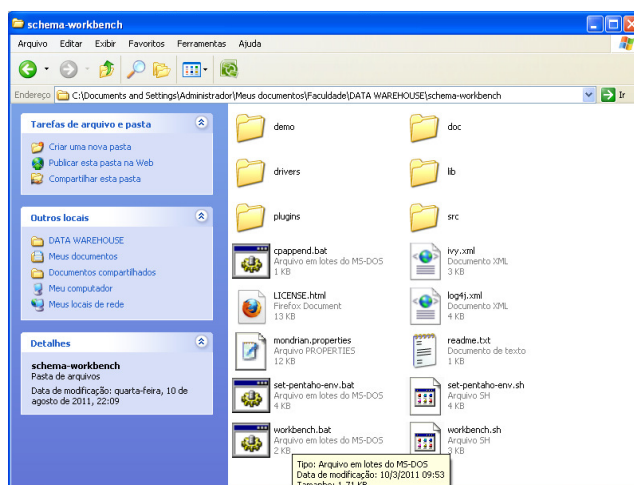 schema-workbench
Arquivo Editar Exibir Favoritos Ferramentas Ajuda
Endereço C:\Documents and Settings\Administrador\Meus documentos\Faculdade\DATA WAREHOUSE\schema-workbench Ir
Tarefas de arquivo e pasta
Criar uma nova pasta
Publicar esta pasta na Web
Compartilhar esta pasta
Outros locais
DATA WAREHOUSE
Meus documentos
Documentos compartilhados
Meu computador
Meus locais de rede
Detalhes
schema-workbench
Pasta de arquivos
Data de modificação: quarta-feira, 10 de
agosto de 2011, 22:09
demo
doc
drivers
lib
plugins
src
cpappend.bat
Arquivo em lotes do MS-DOS
1 KB
ivy.xml
Documento XML
3 KB
LICENSE.html
Firefox Document
13 KB
log4j.xml
Documento XML
4 KB
mondrian.properties
Arquivo PROPERTIES
12 KB
readme.txt
Documento de texto
1 KB
set-pentaho-env.bat
Arquivo em lotes do MS-DOS
4 KB
set-pentaho-env.sh
Arquivo SH
4 KB
workbench.bat
Arquivo em lotes do MS-DOS
2 KB
workbench.sh
Arquivo SH
3 KB
Tipo: Arquivo em lotes do MS-DOS
Data de modificação: 10/3/2011 09:53
Tamanho: 1,71 KB